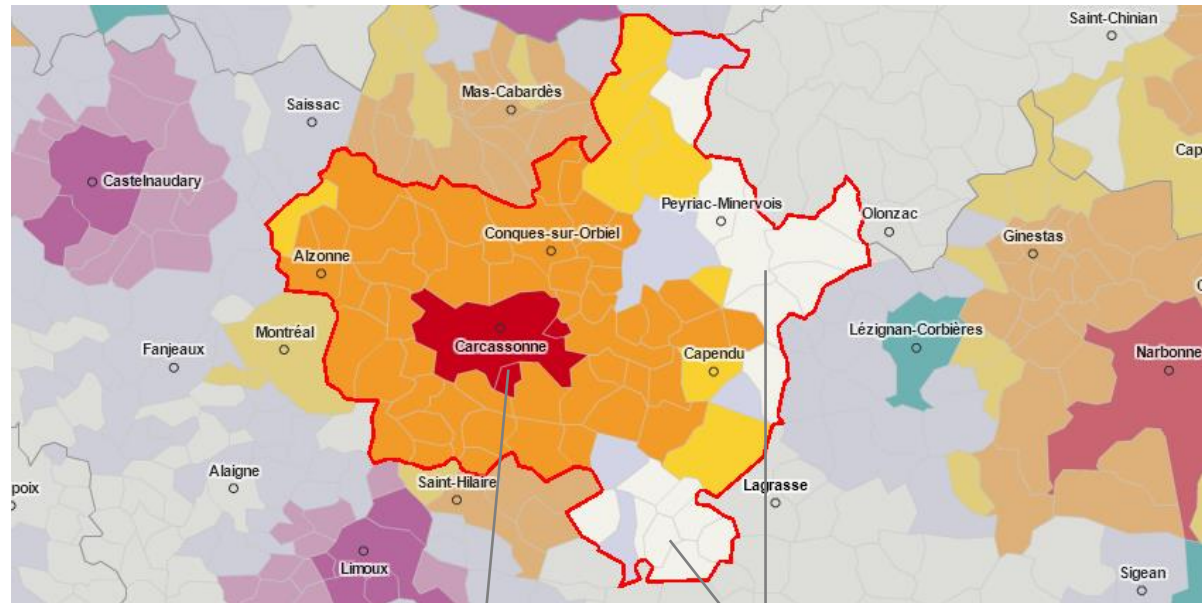 Saint-Chinian
Mas-Cabardès
Saissac
Cap
Castelnaudary
Peyriac-Minervois
Olonzac
Conques-sur-Orbiel
Ginestas
Alzonne
C
Montréal
Lézignan-Corbières
Fanjeaux
Carcassonne
Capendu
Narbonne
Alaigne
Saint-Hilaire
Lagrasse
poix
Limoux
Sigean